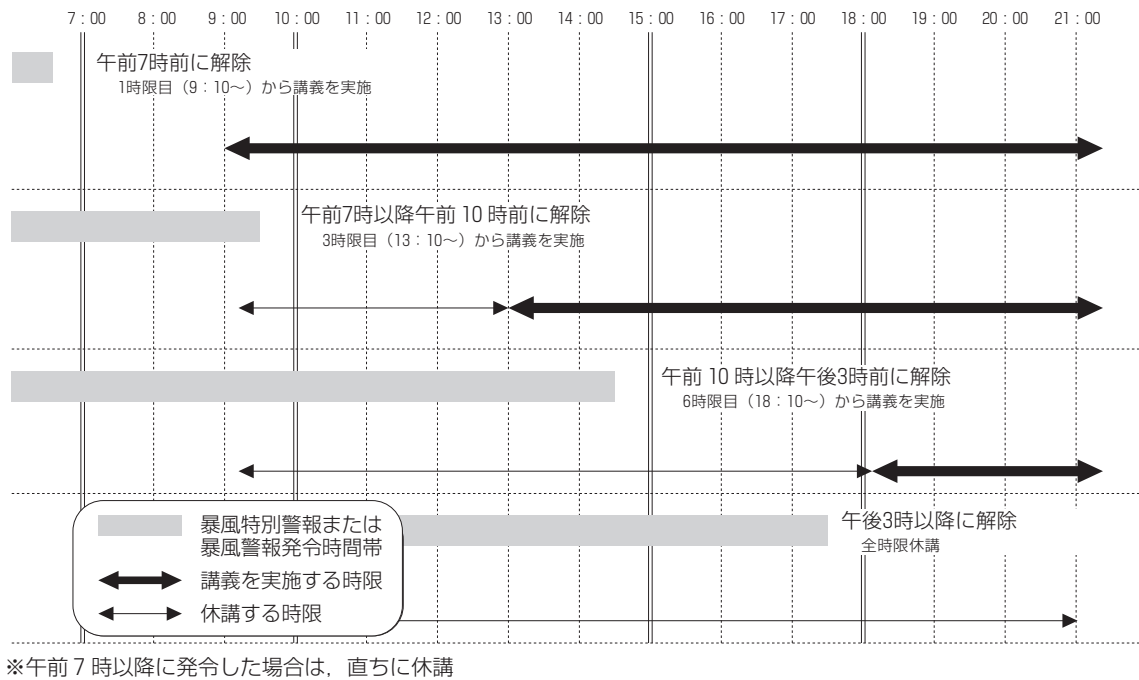 7：00 8：00 9：00 10：00 11：00 12：00 13：00 14：00 15：00 16：00 17：00 18：00 19：00 20：00 21：00
午前7時前に解除
1時限目（9：10～）から講義を実施
午前7時以降午前 10 時前に解除
3時限目（13：10～）から講義を実施
午前 10 時以降午後3時前に解除
6時限目（18：10～）から講義を実施
午後3時以降に解除
全時限休講
暴風特別警報または
暴風警報発令時間帯
講義を実施する時限
休講する時限
※午前 7 時以降に発令した場合は，直ちに休講